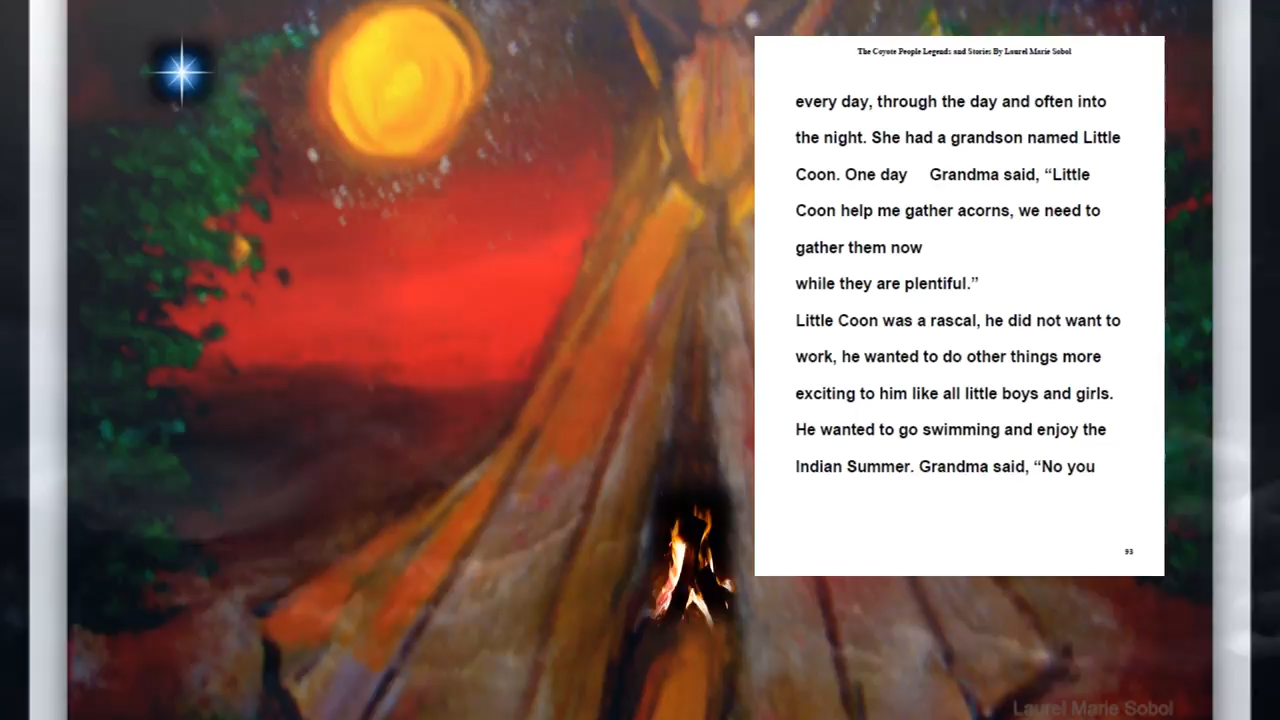 The Coyote People Legends and Stories By Laurel Marie Sobol
every day, through the day and often into
the night. She had a grandson named Little
Coon. One day Grandma said, “Little
Coon help me gather acorns, we need to
gather them now
while they are plentiful.”
Little Coon was a rascal, he did not want to
work, he wanted to do other things more
exciting to him like all little boys and girls.
He wanted to go swimming and enjoy the
Indian Summer. Grandma said, “No you
93
Laurel Marie Sobol